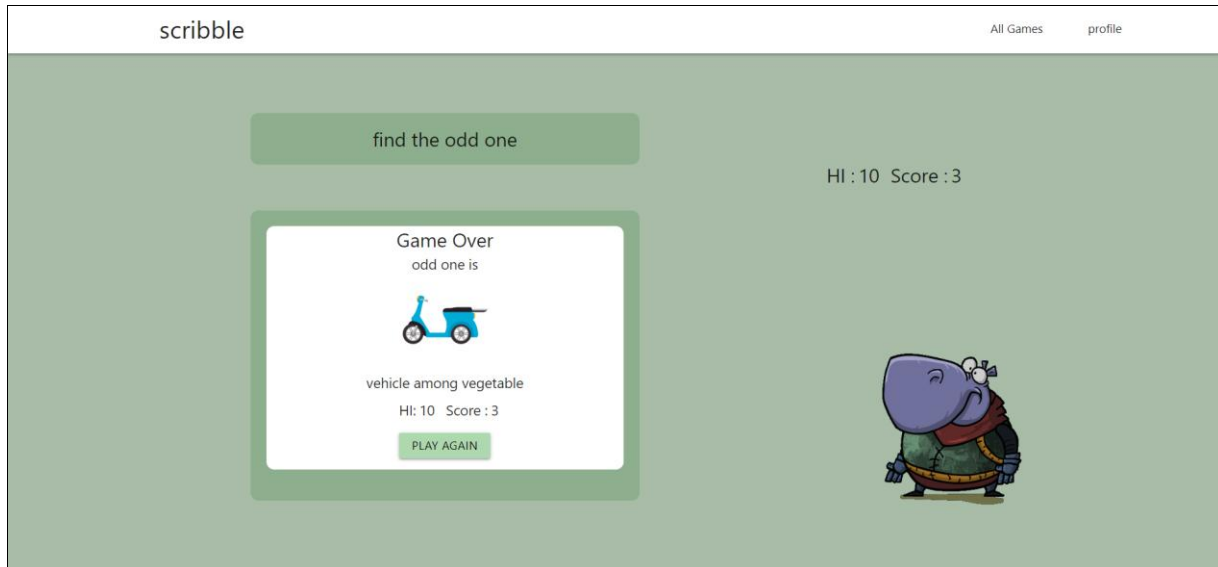 scribble
All Games profile
find the odd one
HI : 10 Score : 3
Game Over
odd one is
vehicle among vegetable
HI: 10 Score : 3
PLAY AGAIN